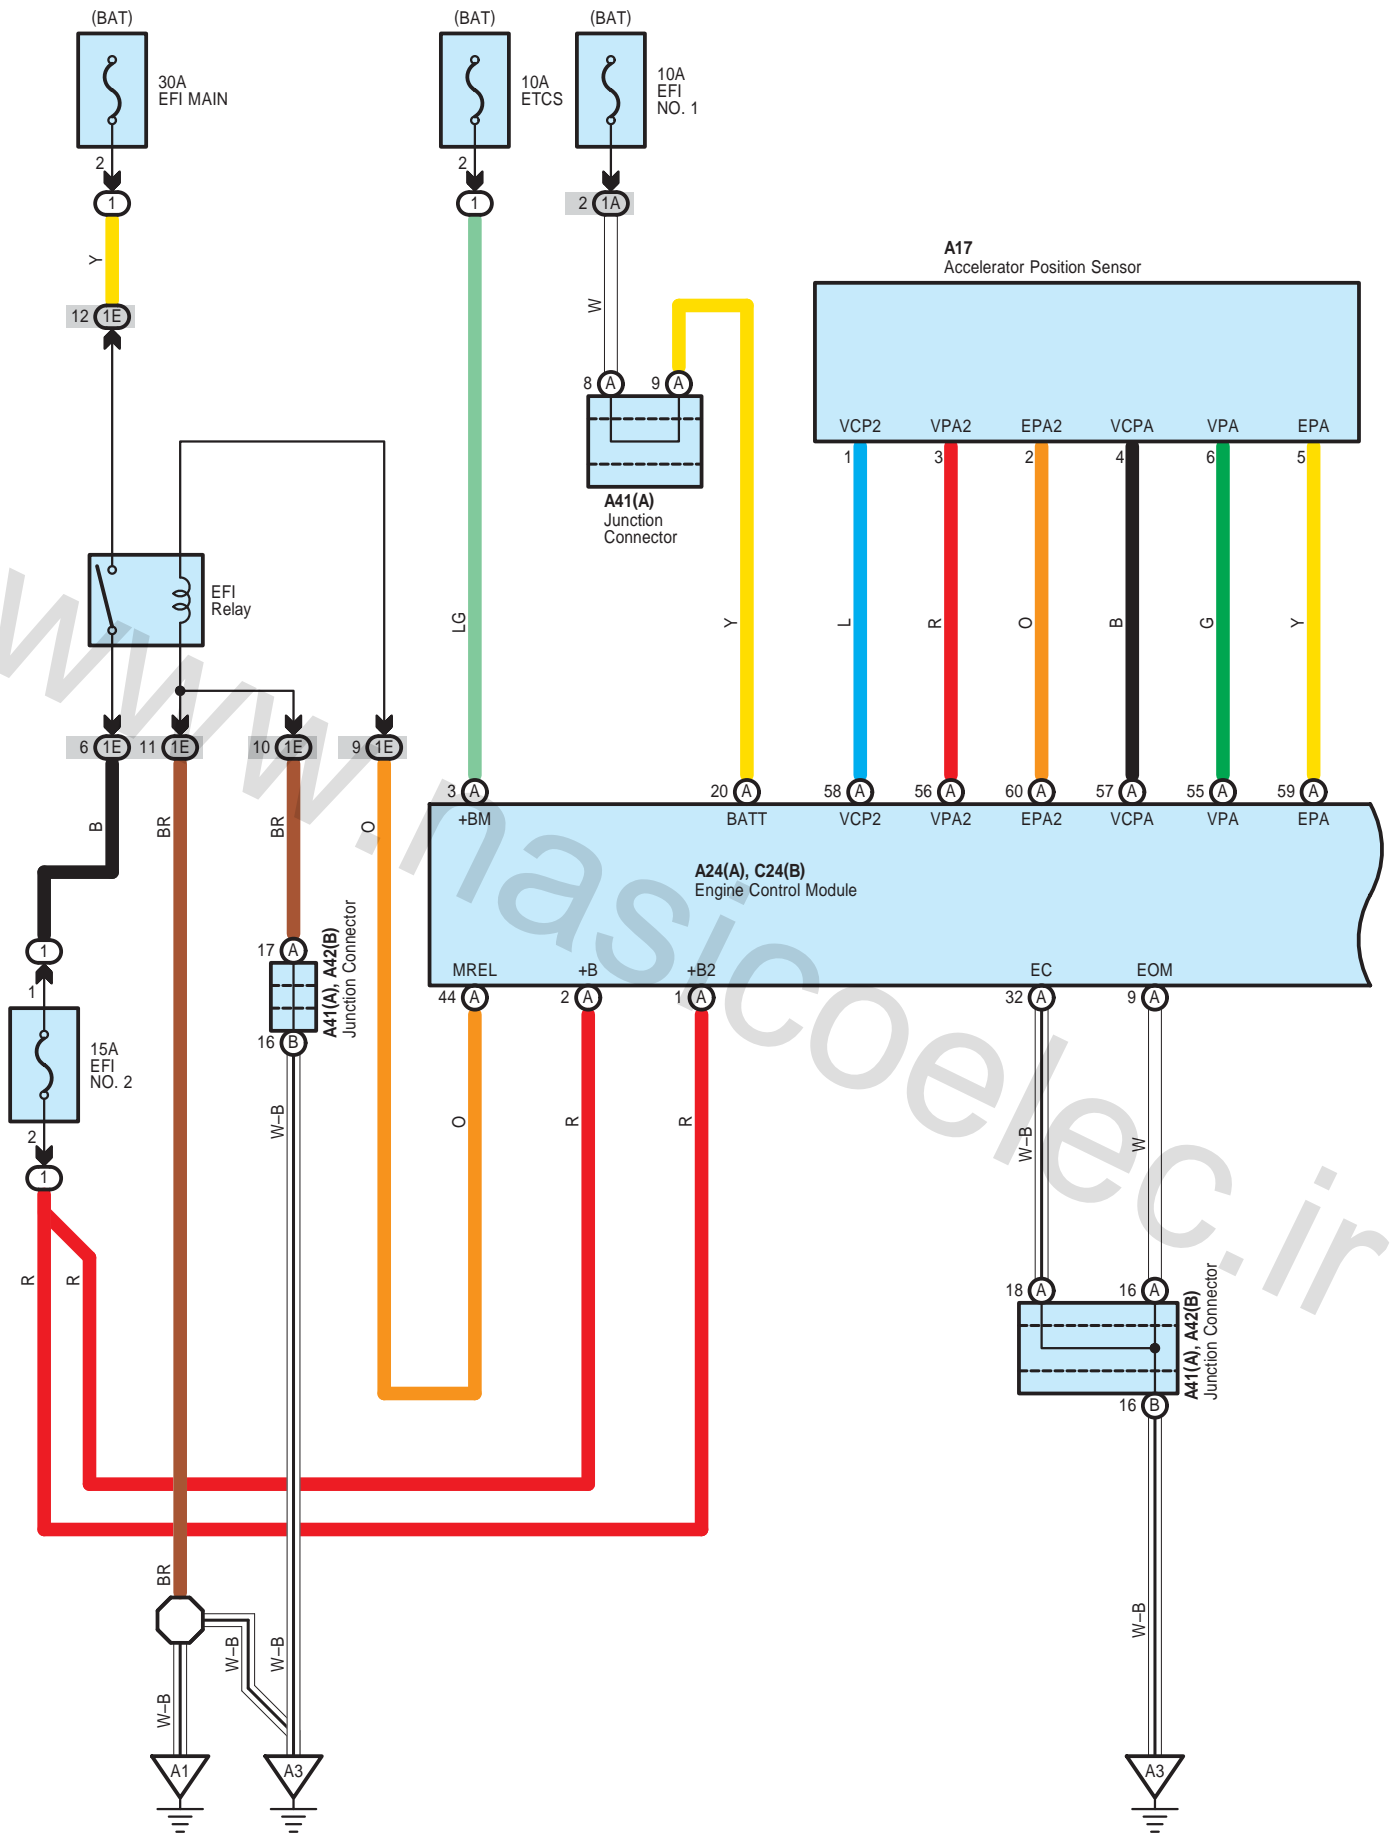 (BAT)
(BAT)
(BAT)
30A
EFI MAIN
10A
ETCS
10A
EFI
NO. 1
2
2
1
1
2 1A
Y
W
12 1E
A17
Accelerator Position Sensor
8 A
9 A
VCP2 VPA2 EPA2 VCPA VPA EPA
1 3 2 4 6 5
A41(A)
Junction
Connector
EFI
Relay
LG
Y
L
R
O
B
G
Y
6 1E
11 1E
10 1E
9 1E
3 A
20 A
58 A
56 A
60 A
57 A
55 A
59 A
+BM BATT VCP2 VPA2 EPA2 VCPA VPA EPA
B
BR
BR
O
A24(A), C24(B)
Engine Control Module
1
1
17 A
A41(A), A42(B)
Junction Connector
16 B
MREL +B +B2 EC EOM
44 A
2 A
1 A
32 A
9 A
15A
EFI
NO. 2
2
1
W–B
O
R
R
W–B
W
R
R
18 A
16 A
A41(A), A42(B)
Junction Connector
16 B
BR
W–B
W–B
W–B
W–B
A1
A3
A3
www.nasicoelec.ir